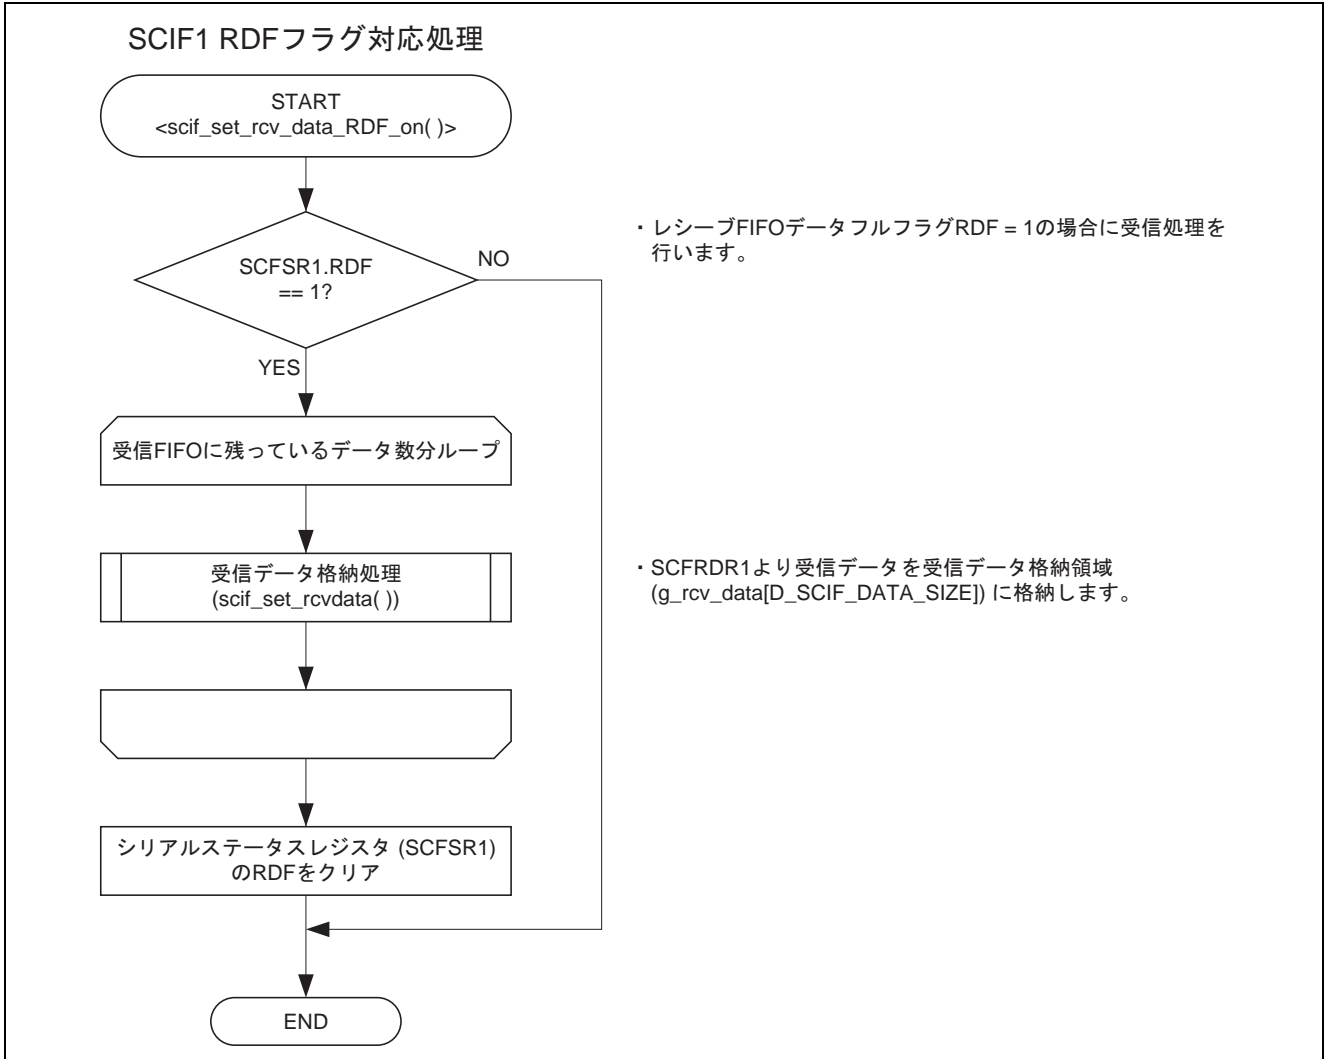 SCIF1 RDFフラグ対応処理
START
<scif_set_rcv_data_RDF_on( )>
SCFSR1.RDF
== 1?
NO
YES
・レシーブFIFOデータフルフラグRDF = 1の場合に受信処理を
行います。
受信FIFOに残っているデータ数分ループ
受信データ格納処理
(scif_set_rcvdata( ))
・SCFRDR1より受信データを受信データ格納領域
(g_rcv_data[D_SCIF_DATA_SIZE]) に格納します。
シリアルステータスレジスタ (SCFSR1)
のRDFをクリア
END